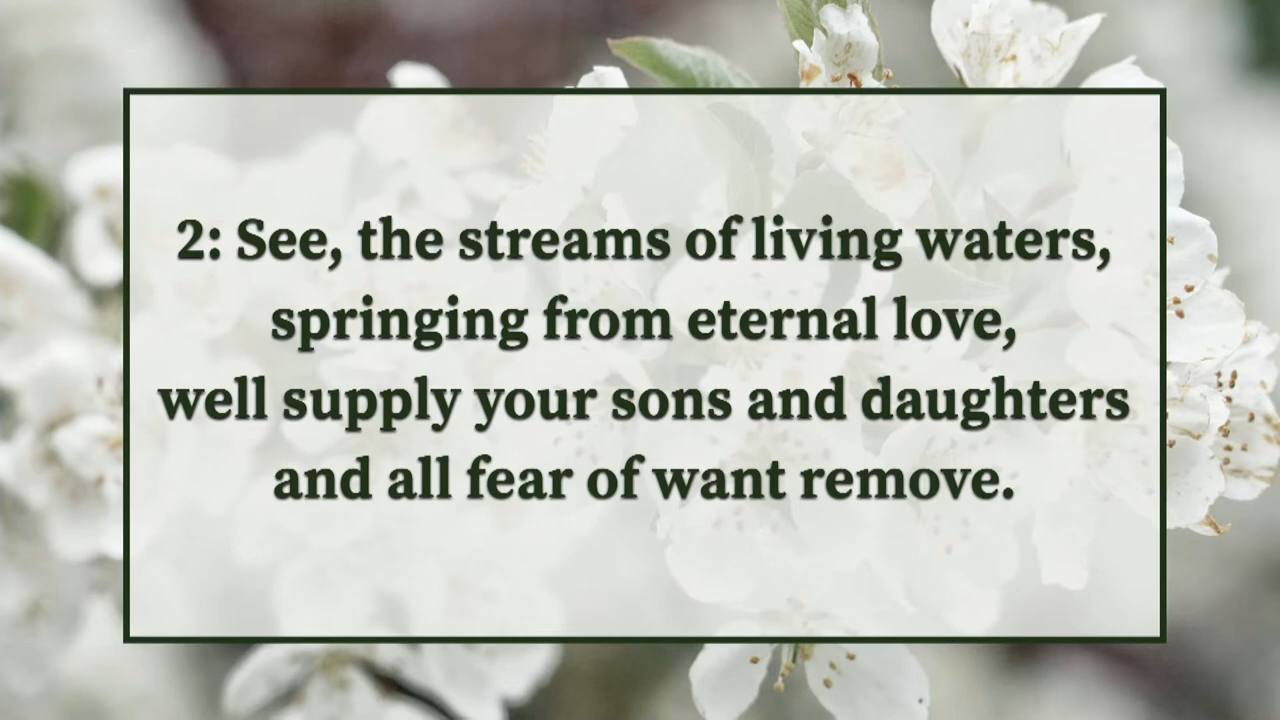 2: See, the streams of living waters,
springing from eternal love,
well supply your sons and daughters
and all fear of want remove.